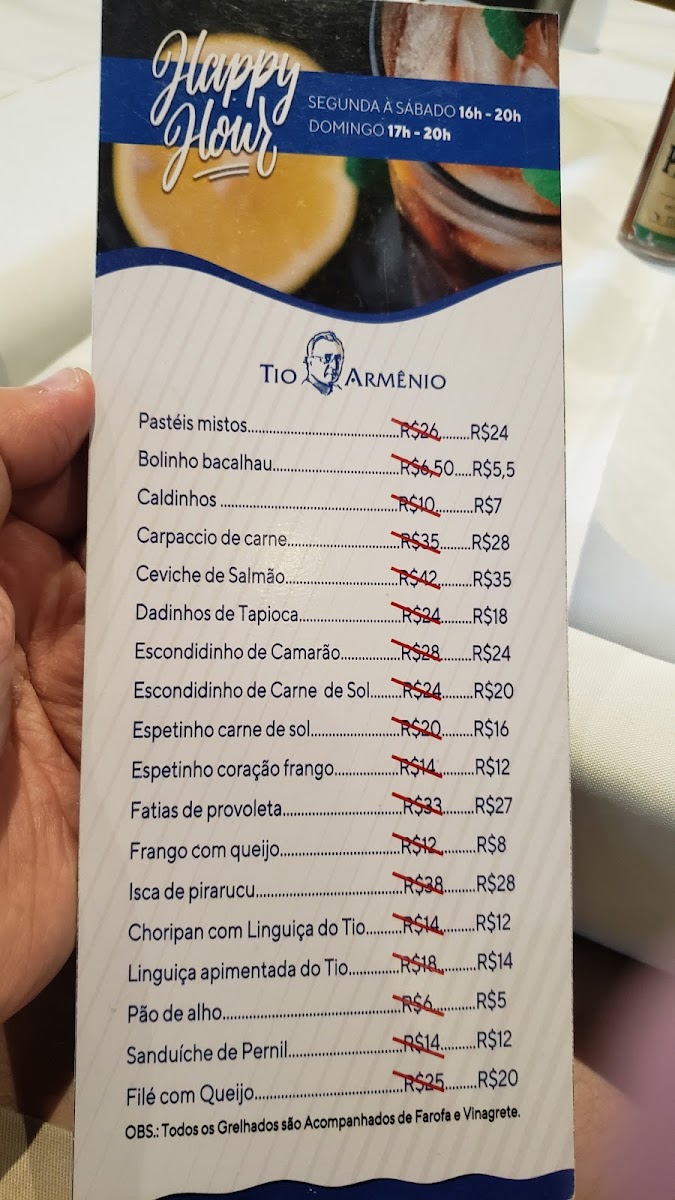 Happy
Hour
SEGUNDA À SÁBADO 16h - 20h
DOMINGO 17h - 20h
TIO ARMÊNIO
Pastéis mistos R$26 R$24
Bolinho bacalhau R$6,50 R$5,5
Caldinhos R$10 R$7
Carpaccio de carne R$35 R$28
Ceviche de Salmão R$42 R$35
Dadinhos de Tapioca R$24 R$18
Escondidinho de Camarão R$28 R$24
Escondidinho de Carne de Sol R$24 R$20
Espetinho carne de sol R$20 R$16
Espetinho coração frango R$14 R$12
Fatias de provoleta R$33 R$27
Frango com queijo R$12 R$8
Isca de pirarucu R$38 R$28
Choripan com Linguiça do Tio R$14 R$12
Linguiça apimentada do Tio R$18 R$14
Pão de alho R$6 R$5
Sanduíche de Pernil R$14 R$12
Filé com Queijo R$25 R$20
OBS.: Todos os Grelhados são Acompanhados de Farofa e Vinagrete.